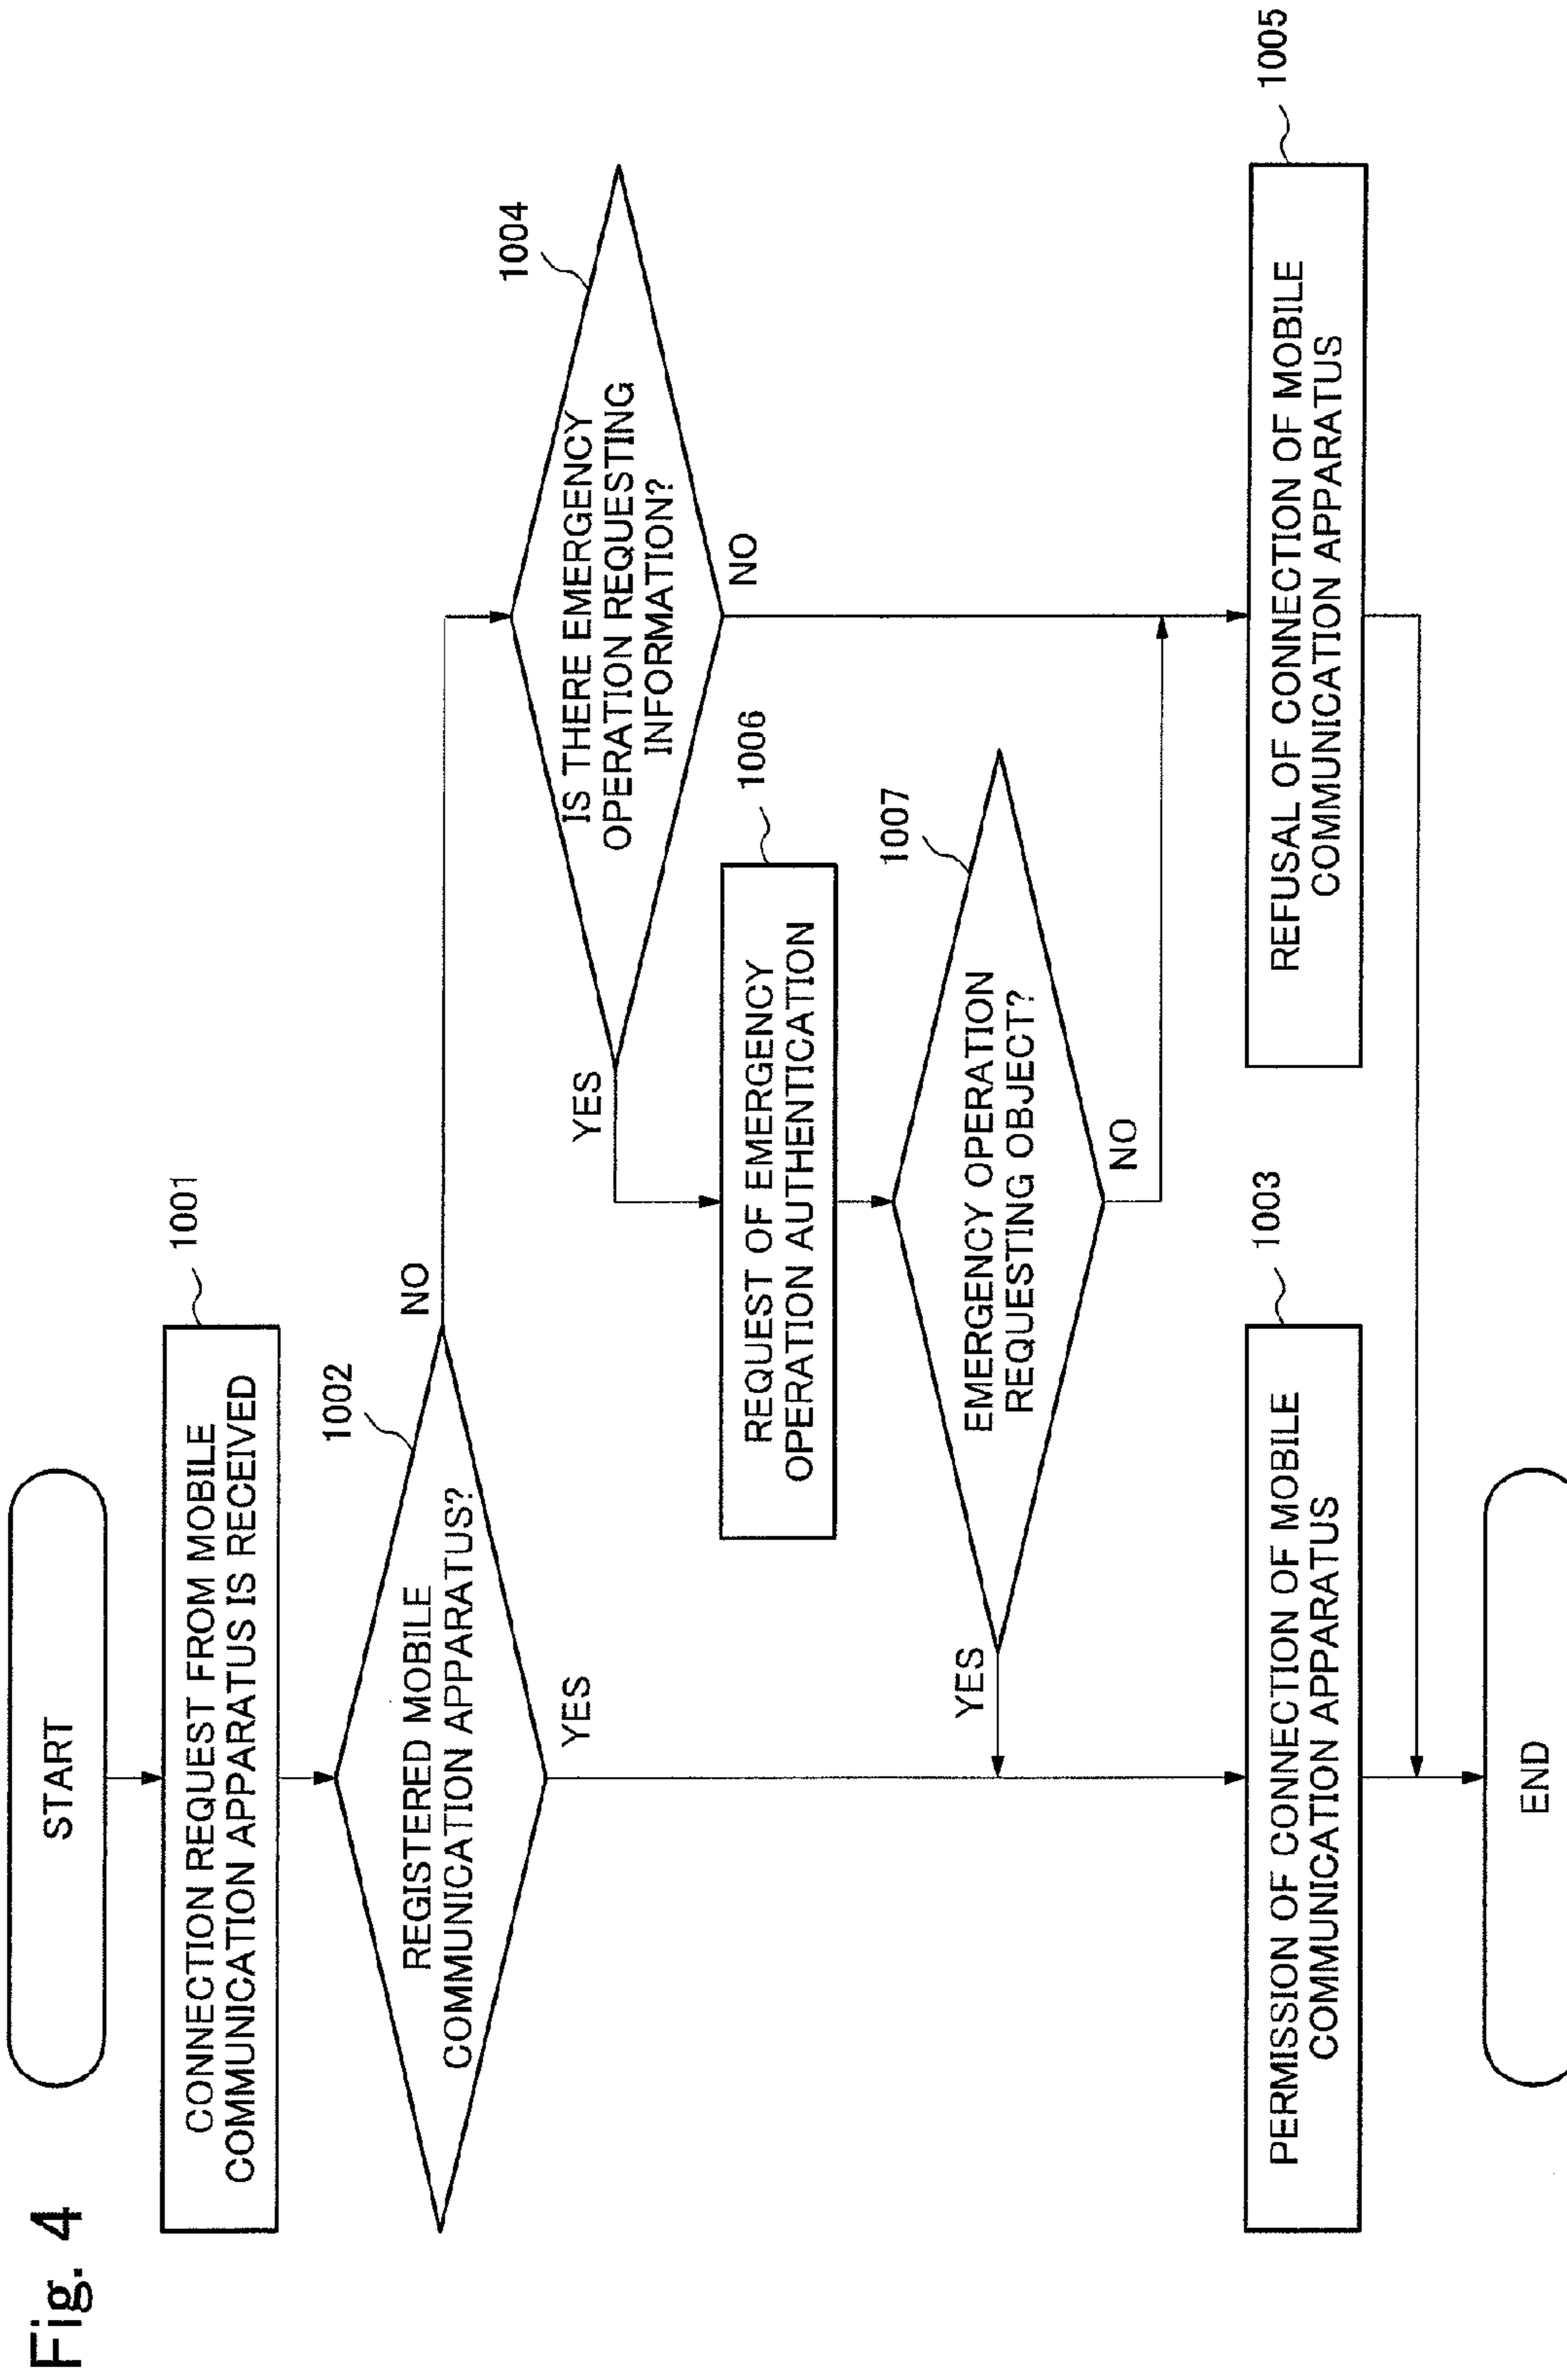 Fig. 4
START
CONNECTION REQUEST FROM MOBILE
COMMUNICATION APPARATUS IS RECEIVED
1001
REGISTERED MOBILE
COMMUNICATION APPARATUS?
1002
NO
YES
IS THERE EMERGENCY
OPERATION REQUESTING
INFORMATION?
1004
YES
NO
REQUEST OF EMERGENCY
OPERATION AUTHENTICATION
1006
EMERGENCY OPERATION
REQUESTING OBJECT?
1007
YES
NO
PERMISSION OF CONNECTION OF MOBILE
COMMUNICATION APPARATUS
1003
REFUSAL OF CONNECTION OF MOBILE
COMMUNICATION APPARATUS
1005
END